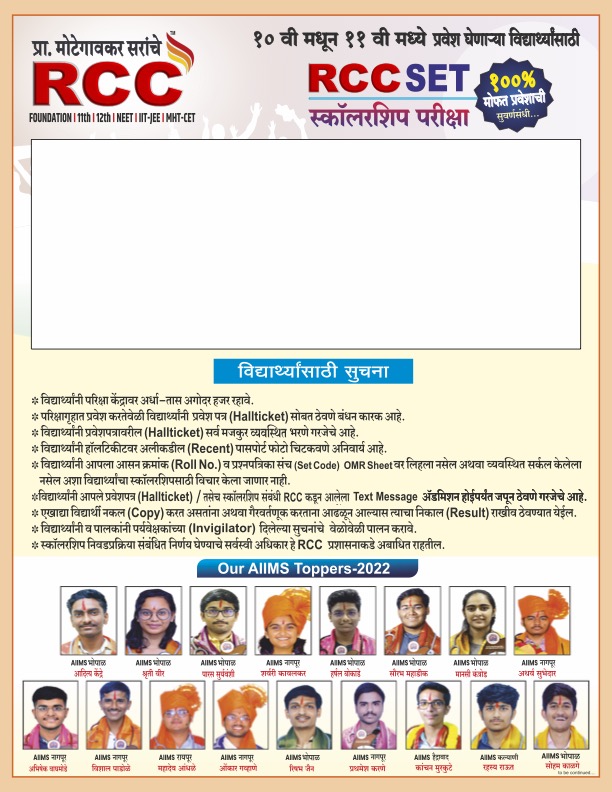 प्रा. मोटेगावकर सरांचे
RCC
TM
FOUNDATION | 11th | 12th | NEET | IIT-JEE | MHT-CET
१० वी मधून ११ वी मध्ये प्रवेश घेणाऱ्या विद्यार्थ्यांसाठी
RCC SET
स्कॉलरशिप परीक्षा
१००%
मोफत प्रवेशाची
सुवर्णसंधी...
विद्यार्थ्यांसाठी सुचना
* विद्यार्थ्यांनी परिक्षा केंद्रावर अर्धा-तास अगोदर हजर रहावे.
* परिक्षागृहात प्रवेश करतेवेळी विद्यार्थ्यांनी प्रवेश पत्र (Hallticket) सोबत ठेवणे बंधन कारक आहे.
* विद्यार्थ्यांनी प्रवेशपत्रावरील (Hallticket) सर्व मजकुर व्यवस्थित भरणे गरजेचे आहे.
* विद्यार्थ्यांनी हॉलटिकीटवर अलीकडील (Recent) पासपोर्ट फोटो चिटकवणे अनिवार्य आहे.
* विद्यार्थ्यांनी आपला आसन क्रमांक (Roll No.) व प्रश्नपत्रिका संच (Set Code) OMR Sheet वर लिहला नसेल अथवा व्यवस्थित सर्कल केलेला
नसेल अशा विद्यार्थ्यांचा स्कॉलरशिपसाठी विचार केला जाणार नाही.
*विद्यार्थ्यांनी आपले प्रवेशपत्र (Hallticket) / तसेच स्कॉलरशिप संबंधी RCC कडून आलेला Text Message ॲडमिशन होईपर्यंत जपून ठेवणे गरजेचे आहे.
* एखाद्या विद्यार्थी नकल (Copy) करत असतांना अथवा गैरवर्तणूक करताना आढळून आल्यास त्याचा निकाल (Result) राखीव ठेवण्यात येईल.
* विद्यार्थ्यांनी व पालकांनी पर्यवेक्षकांच्या (Invigilator) दिलेल्या सुचनांचे वेळोवेळी पालन करावे.
* स्कॉलरशिप निवडप्रक्रिया संबंधित निर्णय घेण्याचे सर्वस्वी अधिकार हे RCC प्रशासनाकडे अबाधित राहतील.
Our AIIMS Toppers-2022
AIIMS भोपाळ AIIMS भोपाळ AIIMS भोपाळ AIIMS नागपूर AIIMS भोपाळ AIIMS भोपाळ AIIMS भोपाळ AIIMS नागपूर
आदित्य केंद्रे श्रुती वीर पारस सुर्यवंशी शर्वरी कावलकर हर्षल बोकाडे सौरभ महाडीक मानसी कंत्रोड अथर्व सुभेदार
AIIMS नागपूर AIIMS नागपूर AIIMS रायपूर AIIMS नागपूर AIIMS भोपाळ AIIMS नागपूर AIIMS हैद्राबाद AIIMS कल्याणी AIIMS भोपाळ
अभिषेक वाघमोडे विशाल पाडोळे महादेव आंधळे ओंकार गव्हाणे रिषभ जैन प्रथमेश करणे कांचन मुरकुटे रहस्य राऊत सोहम काळगे
to be continued...